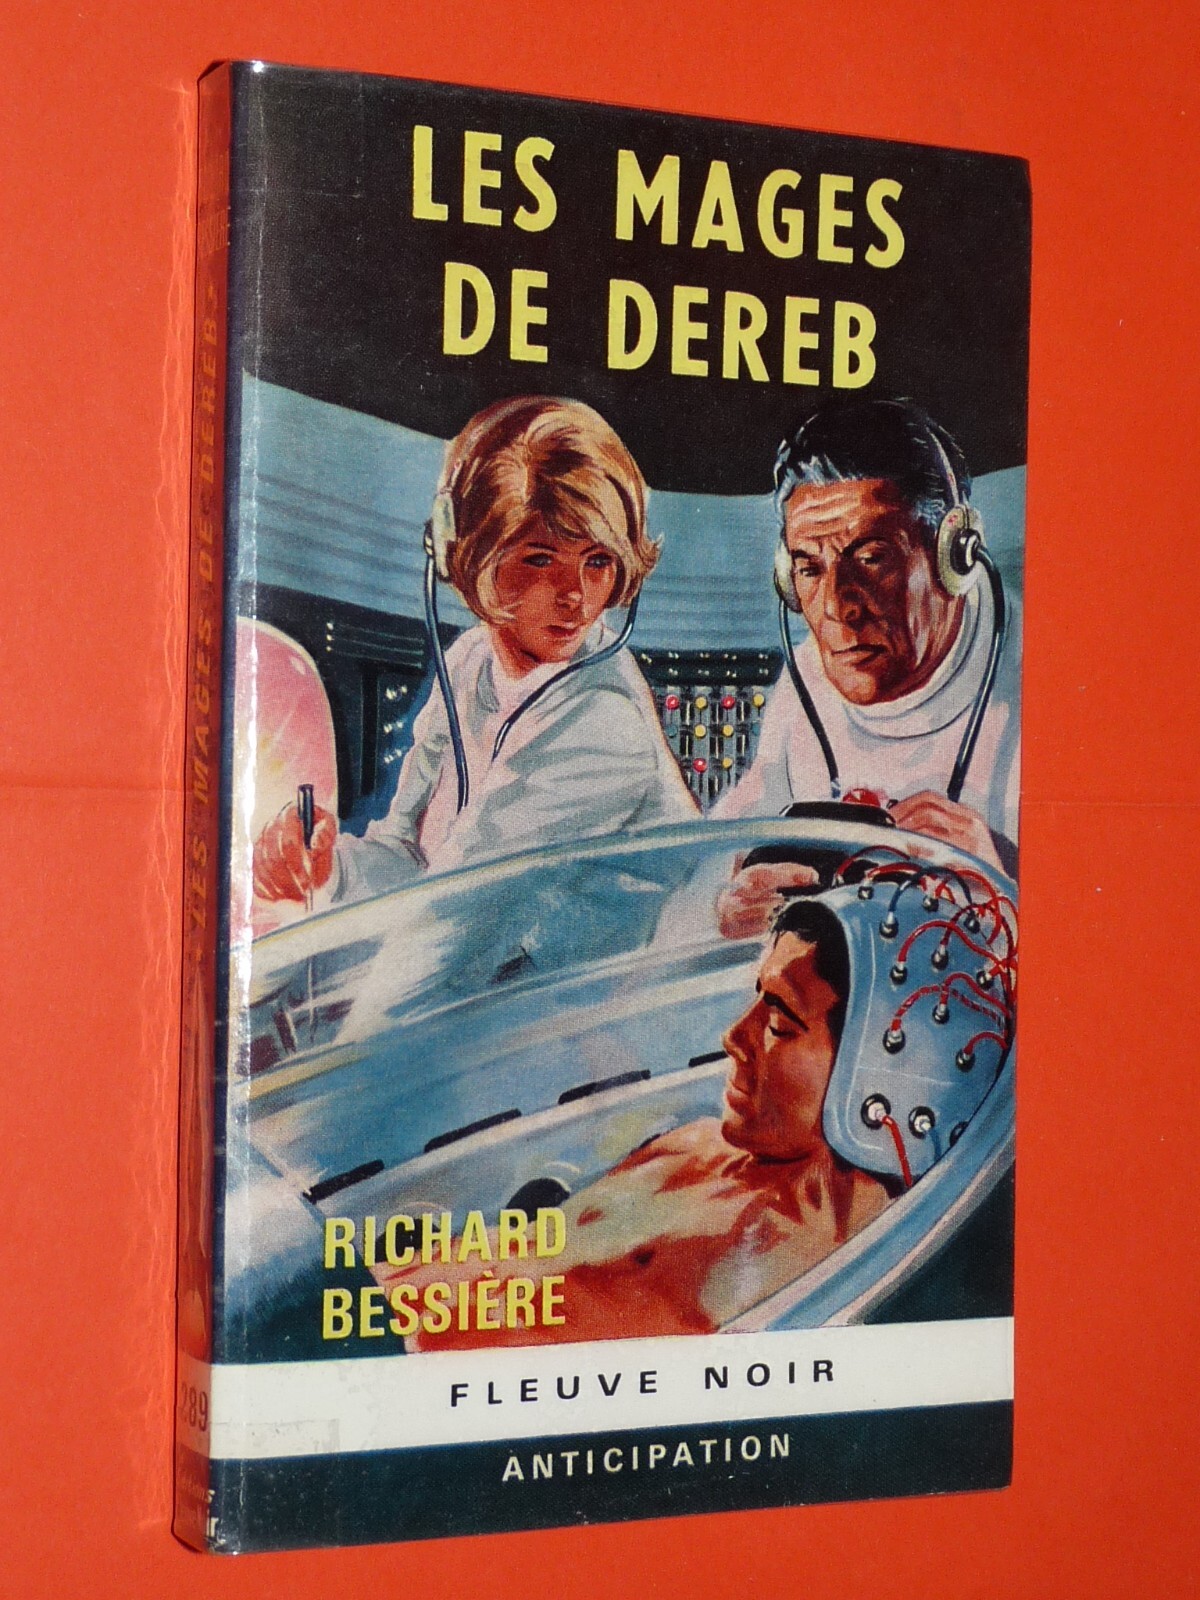 LES MAGES
DE DEREB
RICHARD
BESSIÈRE
FLEUVE NOIR
ANTICIPATION
LES MAGES DE DEREB
289